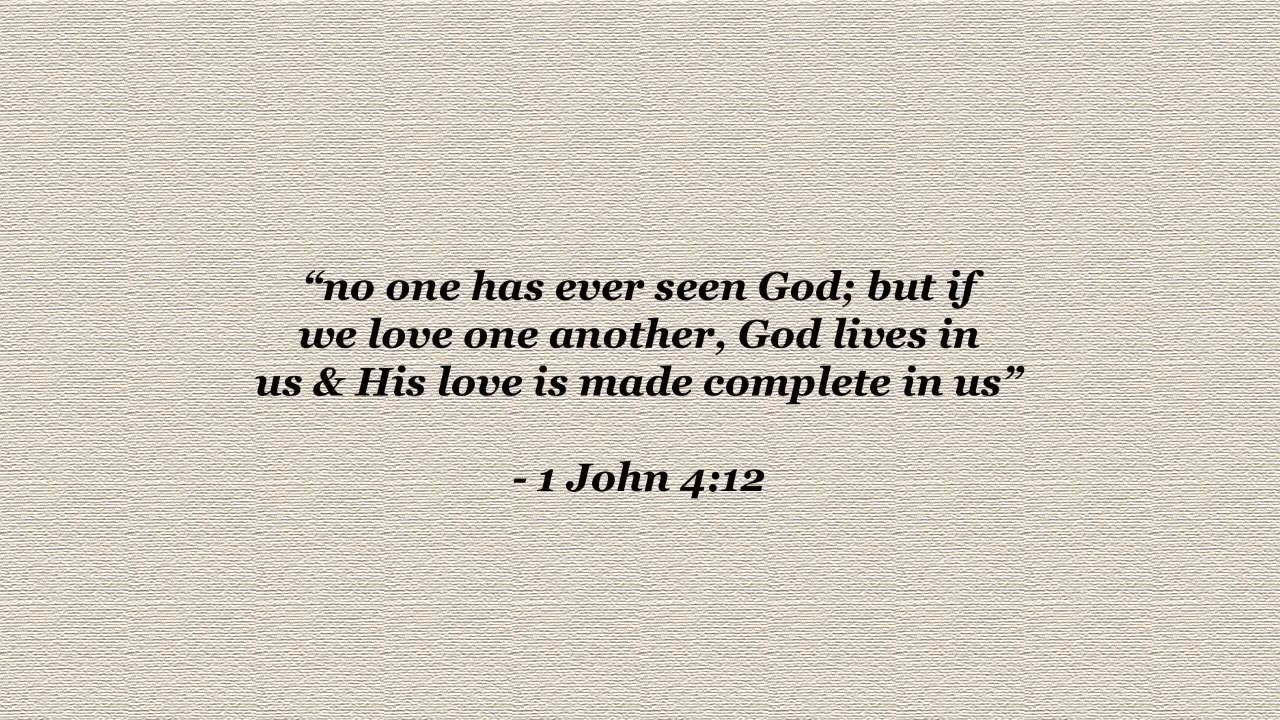 “no one has ever seen God; but if
we love one another, God lives in
us & His love is made complete in us”
- 1 John 4:12